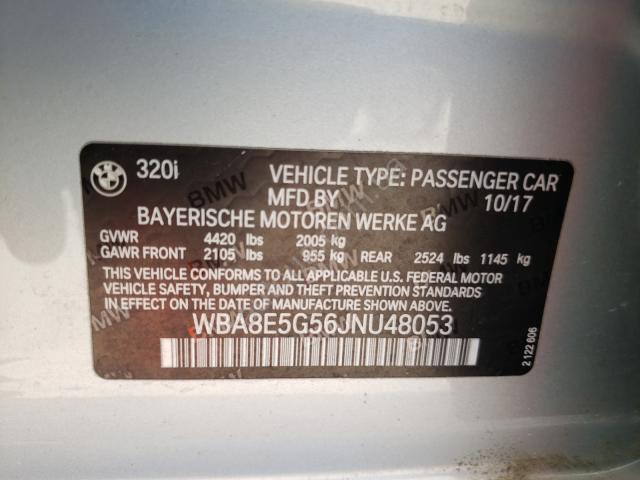 320i
VEHICLE TYPE: PASSENGER CAR
MFD BY 10/17
BAYERISCHE MOTOREN WERKE AG
GVWR 4420 lbs 2005 kg
GAWR FRONT 2105 lbs 955 kg REAR 2524 lbs 1145 kg
THIS VEHICLE CONFORMS TO ALL APPLICABLE U.S. FEDERAL MOTOR
VEHICLE SAFETY, BUMPER AND THEFT PREVENTION STANDARDS
IN EFFECT ON THE DATE OF MANUFACTURE SHOWN ABOVE.
WBA8E5G56JNU48053
2 122 606